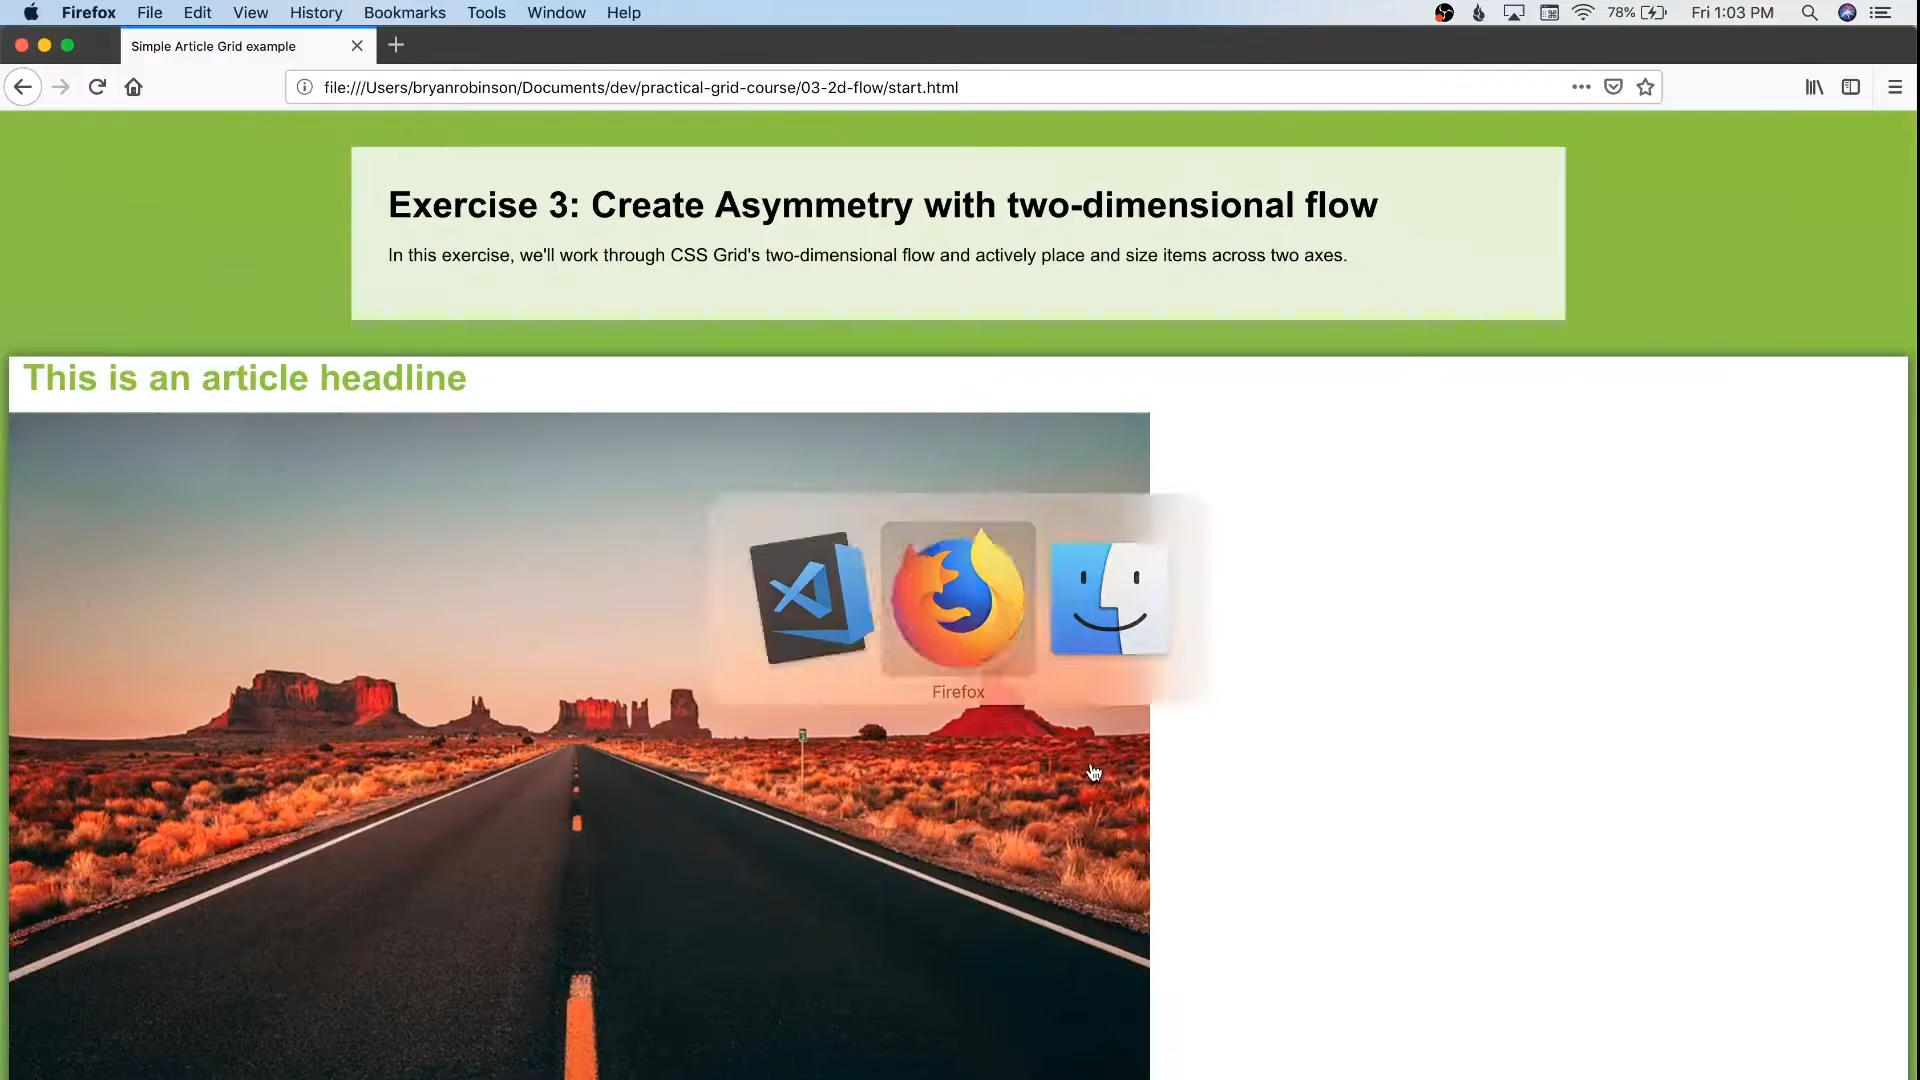 Firefox File Edit View History Bookmarks Tools Window Help 78% Fri 1:03 PM
Simple Article Grid example
file:///Users/bryanrobinson/Documents/dev/practical-grid-course/03-2d-flow/start.html
Exercise 3: Create Asymmetry with two-dimensional flow
In this exercise, we'll work through CSS Grid's two-dimensional flow and actively place and size items across two axes.
This is an article headline
Firefox